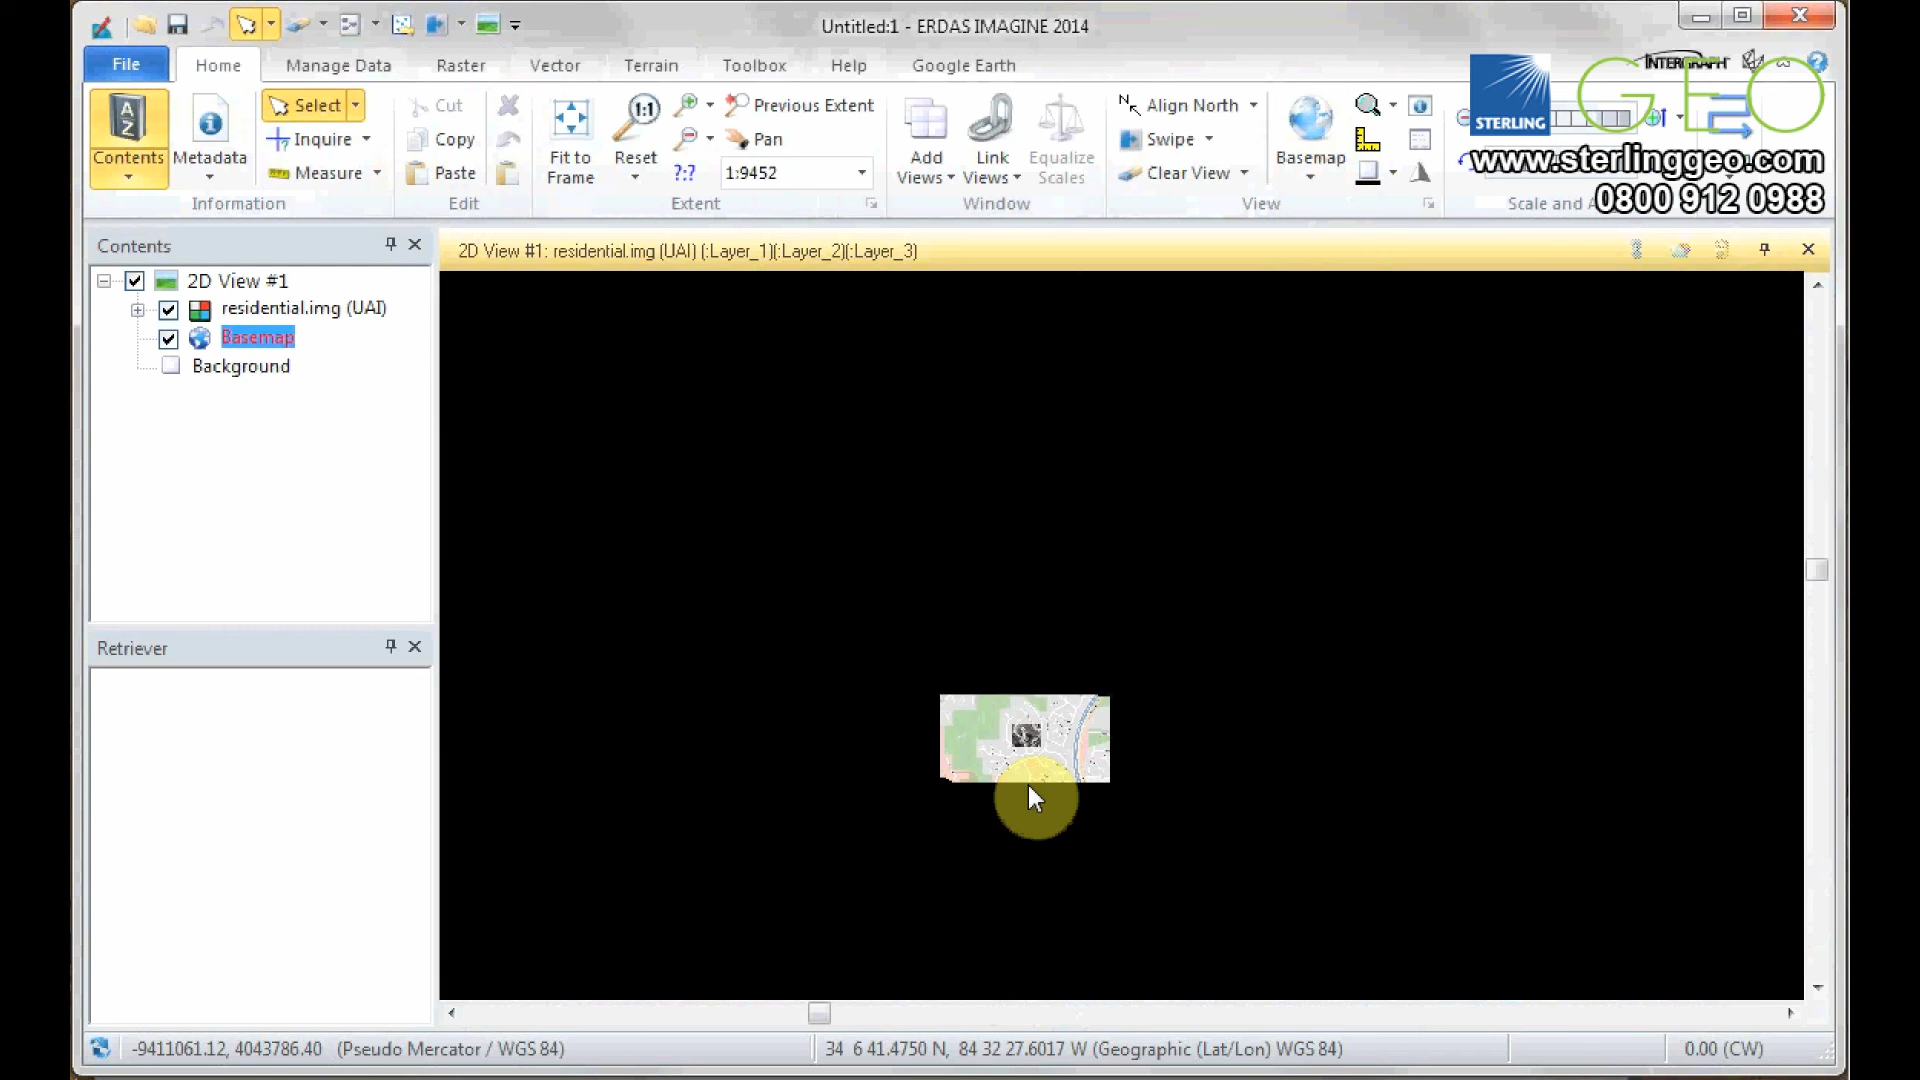 Untitled:1 - ERDAS IMAGINE 2014
File Home Manage Data Raster Vector Terrain Toolbox Help Google Earth
INTERGRAPH
GEO
STERLING
www.sterlinggeo.com
0800 912 0988
A
Z
Contents
Metadata
Select
Inquire
Measure
Information
Cut
Copy
Paste
Edit
Fit to
Frame
1:1
Reset
Previous Extent
Pan
?:?
1:9452
Extent
Add
Views
Link
Views
Equalize
Scales
Window
N
Align North
Swipe
Clear View
Basemap
View
Scale and A
Contents
2D View #1
residential.img (UAI)
Basemap
Background
Retriever
2D View #1: residential.img (UAI) (:Layer_1)(:Layer_2)(:Layer_3)
-9411061.12, 4043786.40 (Pseudo Mercator / WGS 84)
34 6 41.4750 N, 84 32 27.6017 W (Geographic (Lat/Lon) WGS 84)
0.00 (CW)